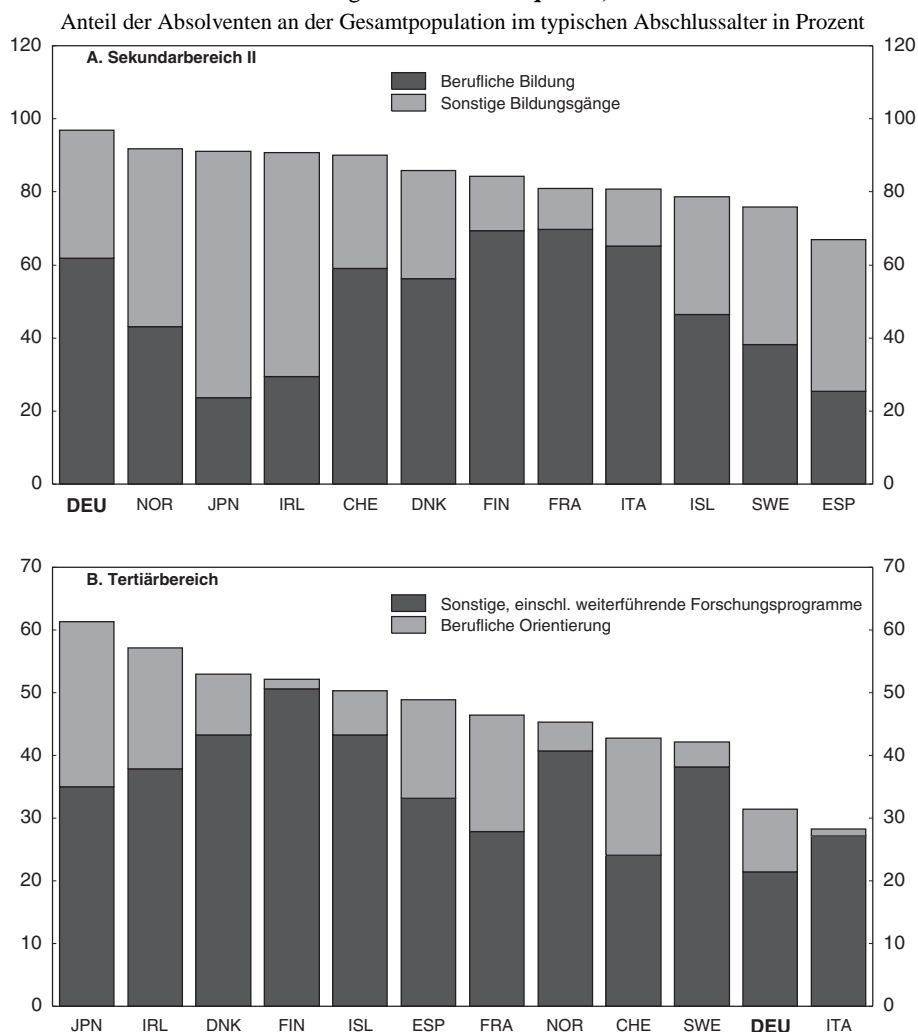 Anteil der Absolventen an der Gesamtpopulation im typischen Abschlussalter in Prozent
120 120
A. Sekundarbereich II
Berufliche Bildung
Sonstige Bildungsgänge
100 100
80 80
60 60
40 40
20 20
0 0
DEU NOR JPN IRL CHE DNK FIN FRA ITA ISL SWE ESP
70 70
B. Tertiärbereich
Sonstige, einschl. weiterführende Forschungsprogramme
Berufliche Orientierung
60 60
50 50
40 40
30 30
20 20
10 10
0 0
JPN IRL DNK FIN ISL ESP FRA NOR CHE SWE DEU ITA